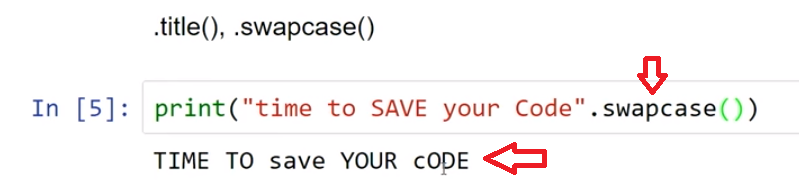 .title(), .swapcase()
In [5]: print("time to SAVE your Code".swapcase())
TIME TO save YOUR cODE